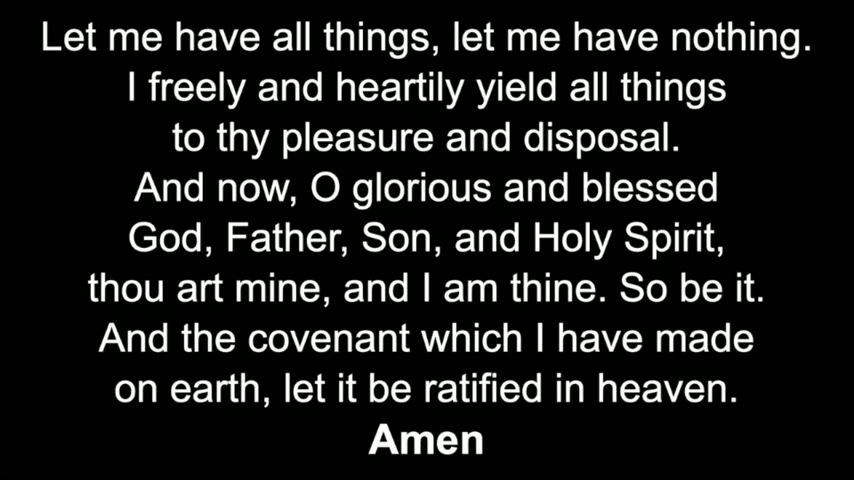 Let me have all things, let me have nothing.
I freely and heartily yield all things
to thy pleasure and disposal.
And now, O glorious and blessed
God, Father, Son, and Holy Spirit,
thou art mine, and I am thine. So be it.
And the covenant which I have made
on earth, let it be ratified in heaven.
Amen